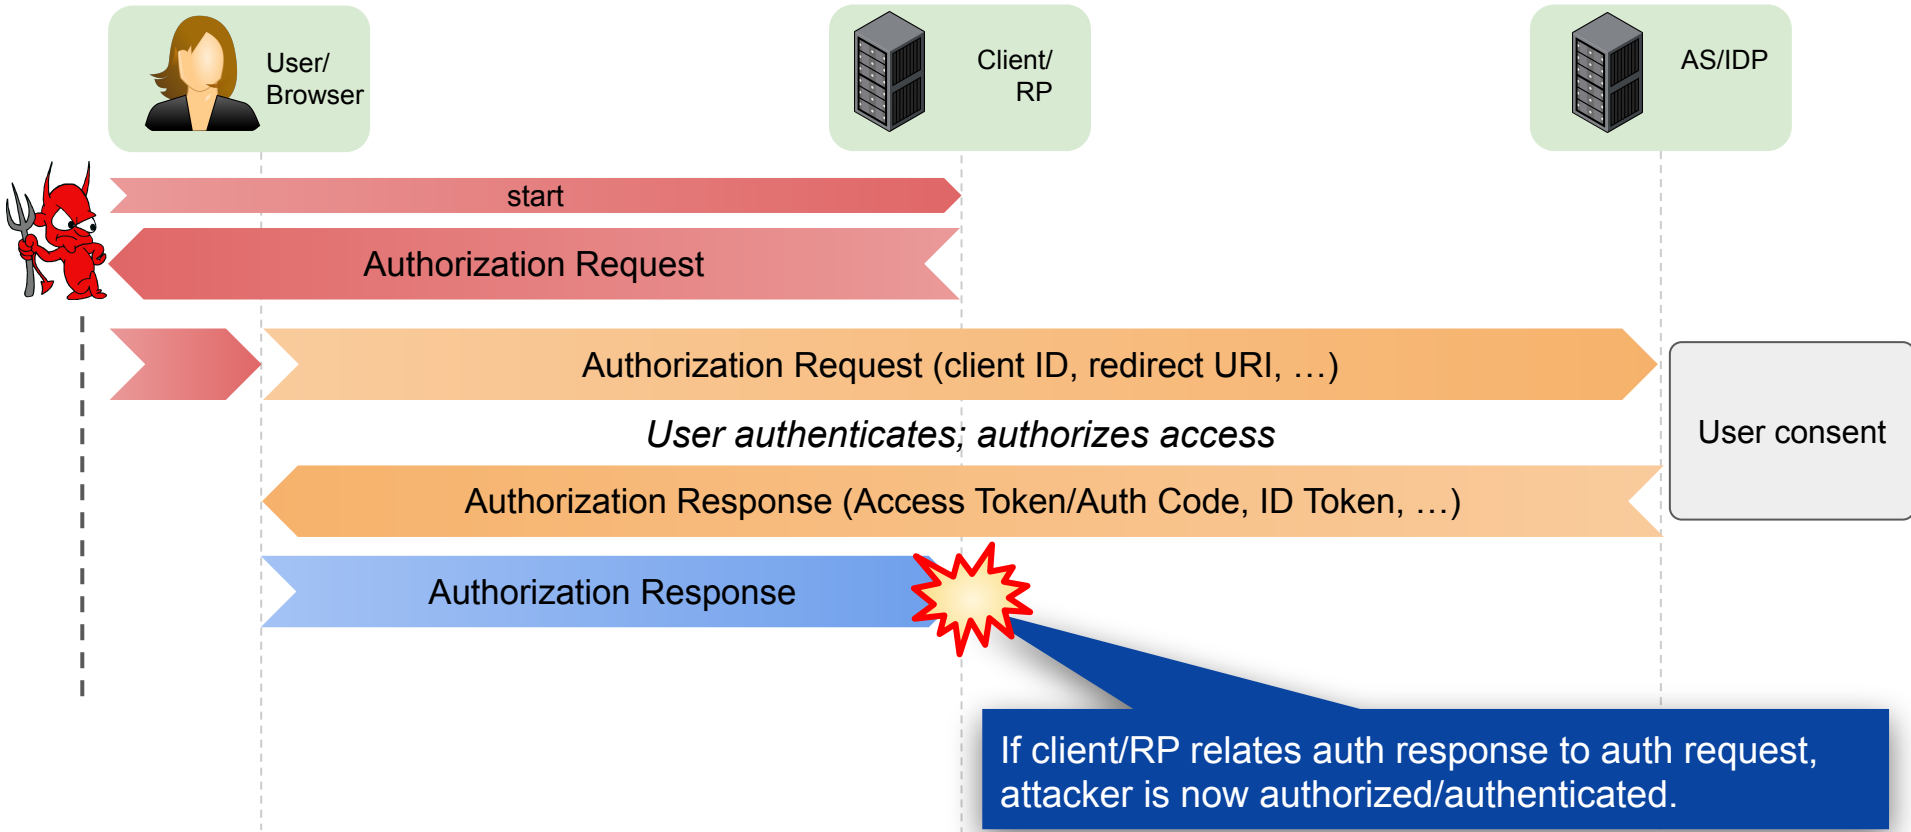 User/
Browser
Client/
RP
AS/IDP
start
Authorization Request
Authorization Request (client ID, redirect URI, …)
User authenticates; authorizes access
User consent
Authorization Response (Access Token/Auth Code, ID Token, …)
Authorization Response
If client/RP relates auth response to auth request,
attacker is now authorized/authenticated.